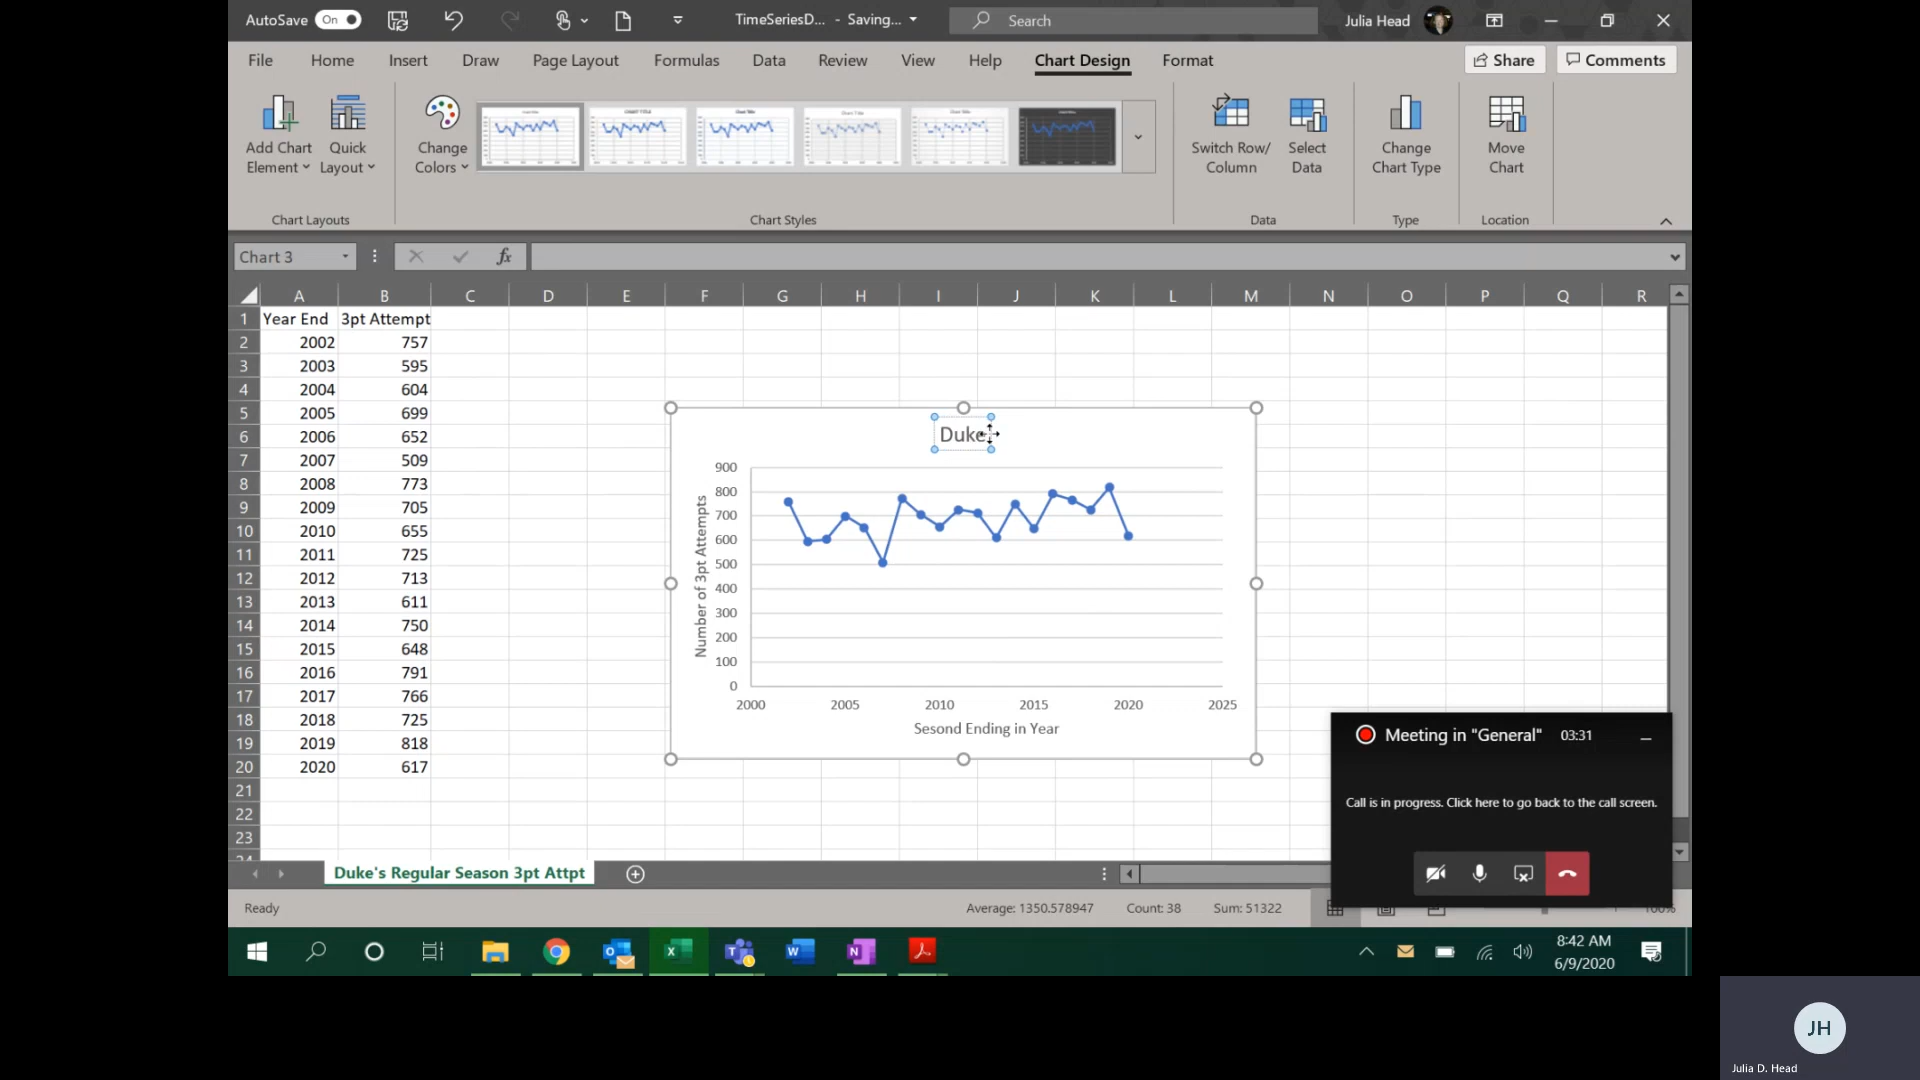 AutoSave On TimeSeriesD... - Saving... Search Julia Head
File Home Insert Draw Page Layout Formulas Data Review View Help Chart Design Format Share Comments
Add Chart Element
Quick Layout
Change Colors
Switch Row/ Column
Select Data
Change Chart Type
Move Chart
Chart Layouts Chart Styles Data Type Location
Chart 3 fx
A B C D E F G H I J K L M N O P Q R
1 Year End 3pt Attempt
2 2002 757
3 2003 595
4 2004 604
5 2005 699
6 2006 652
7 2007 509
8 2008 773
9 2009 705
10 2010 655
11 2011 725
12 2012 713
13 2013 611
14 2014 750
15 2015 648
16 2016 791
17 2017 766
18 2018 725
19 2019 818
20 2020 617
21
22
23
24
Duke
Number of 3pt Attempts
900
800
700
600
500
400
300
200
100
0
2000 2005 2010 2015 2020 2025
Sesond Ending in Year
Meeting in "General" 03:31
Call is in progress. Click here to go back to the call screen.
Duke's Regular Season 3pt Attpt
Ready Average: 1350.578947 Count: 38 Sum: 51322 100%
8:42 AM
6/9/2020
JH
Julia D. Head